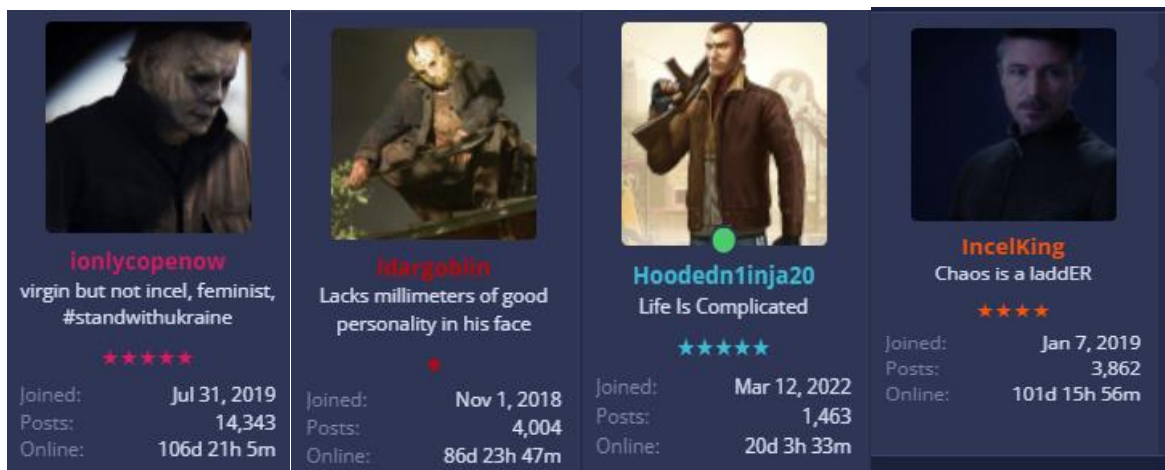 ionlycopenow
virgin but not incel, feminist,
#standwithukraine
Joined: Jul 31, 2019
Posts: 14,343
Online: 106d 21h 5m
idargoblin
Lacks millimeters of good
personality in his face
Joined: Nov 1, 2018
Posts: 4,004
Online: 86d 23h 47m
Hoodedn1inja20
Life Is Complicated
Joined: Mar 12, 2022
Posts: 1,463
Online: 20d 3h 33m
IncelKing
Chaos is a laddER
Joined: Jan 7, 2019
Posts: 3,862
Online: 101d 15h 56m